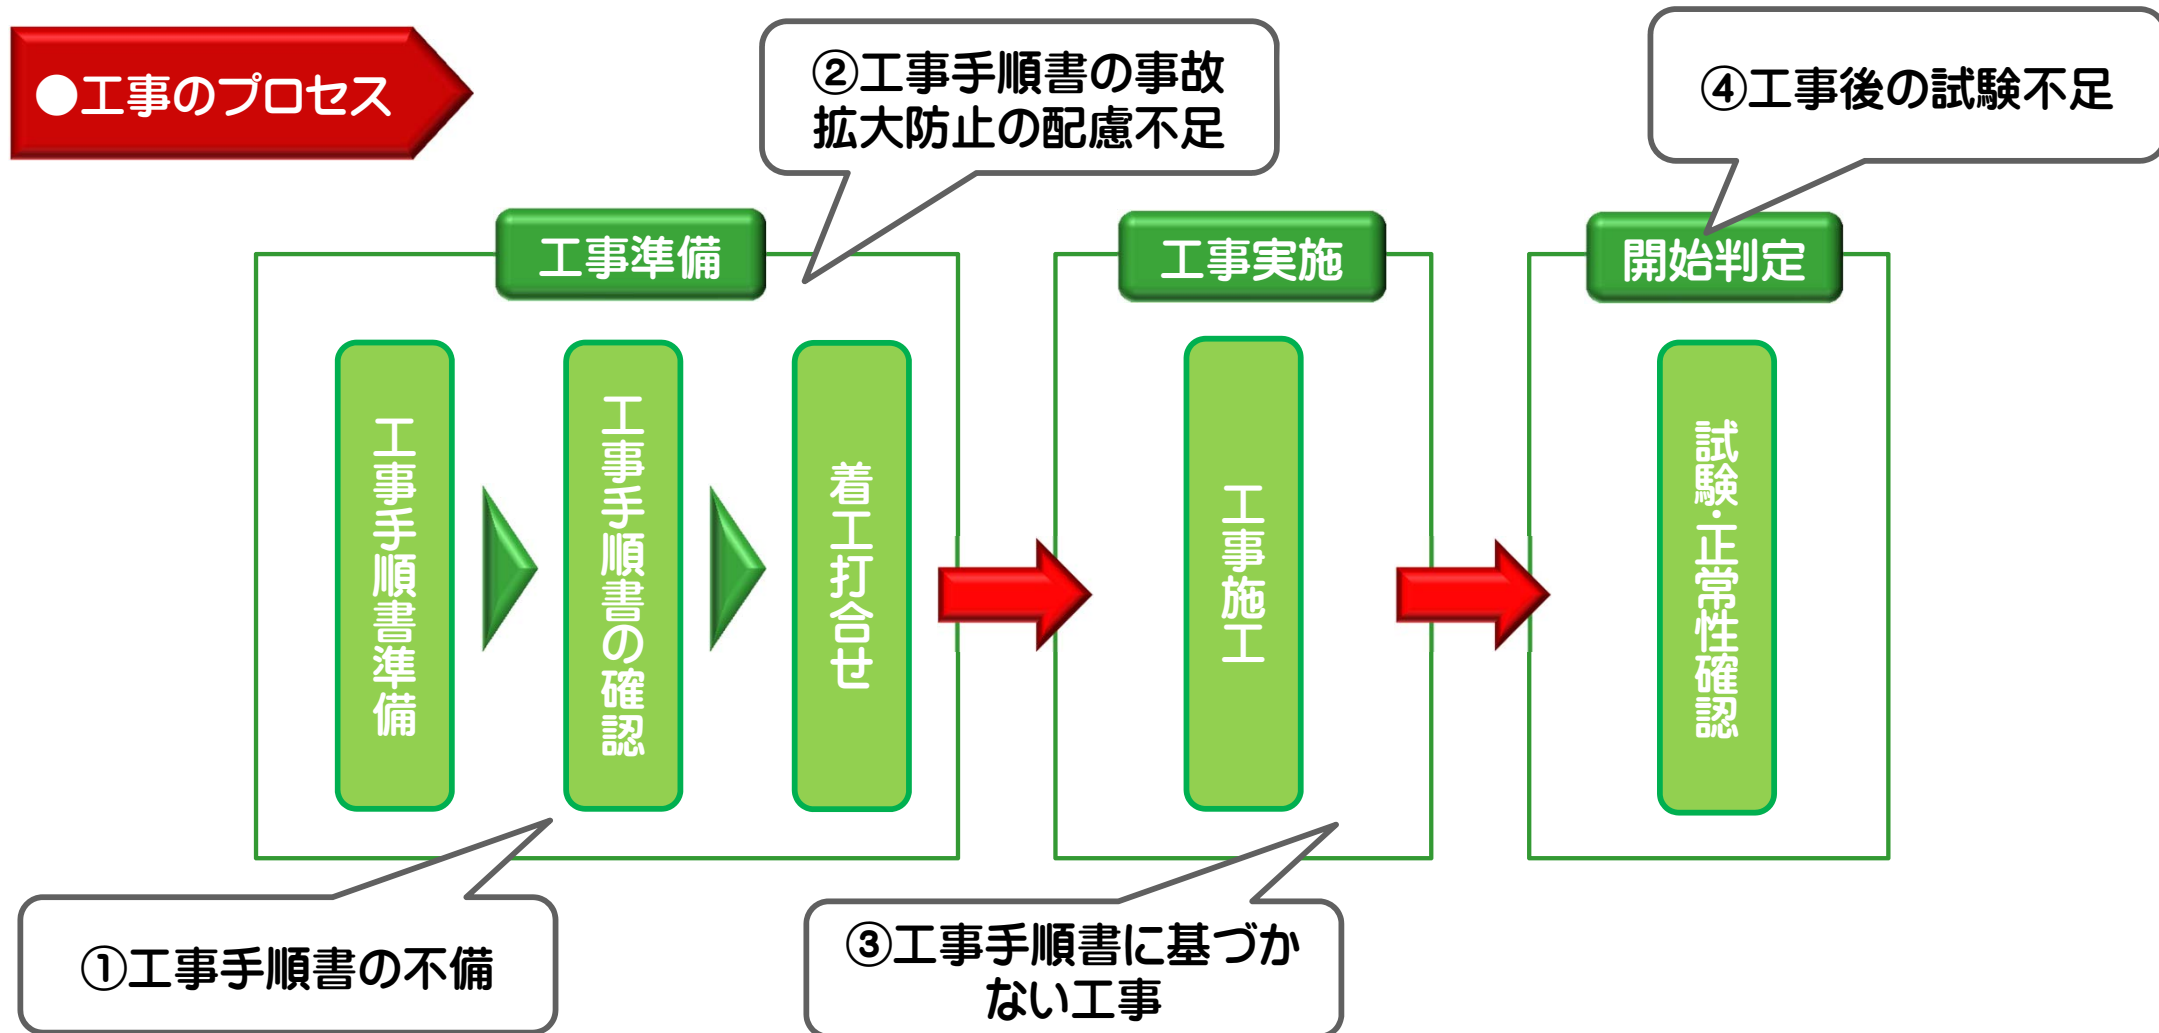 ●工事のプロセス
②工事手順書の事故
拡大防止の配慮不足
④工事後の試験不足
工事準備
工事実施
開始判定
工事手順書準備
工事手順書の確認
着工打合せ
工事施工
試験・正常性確認
①工事手順書の不備
③工事手順書に基づか
ない工事